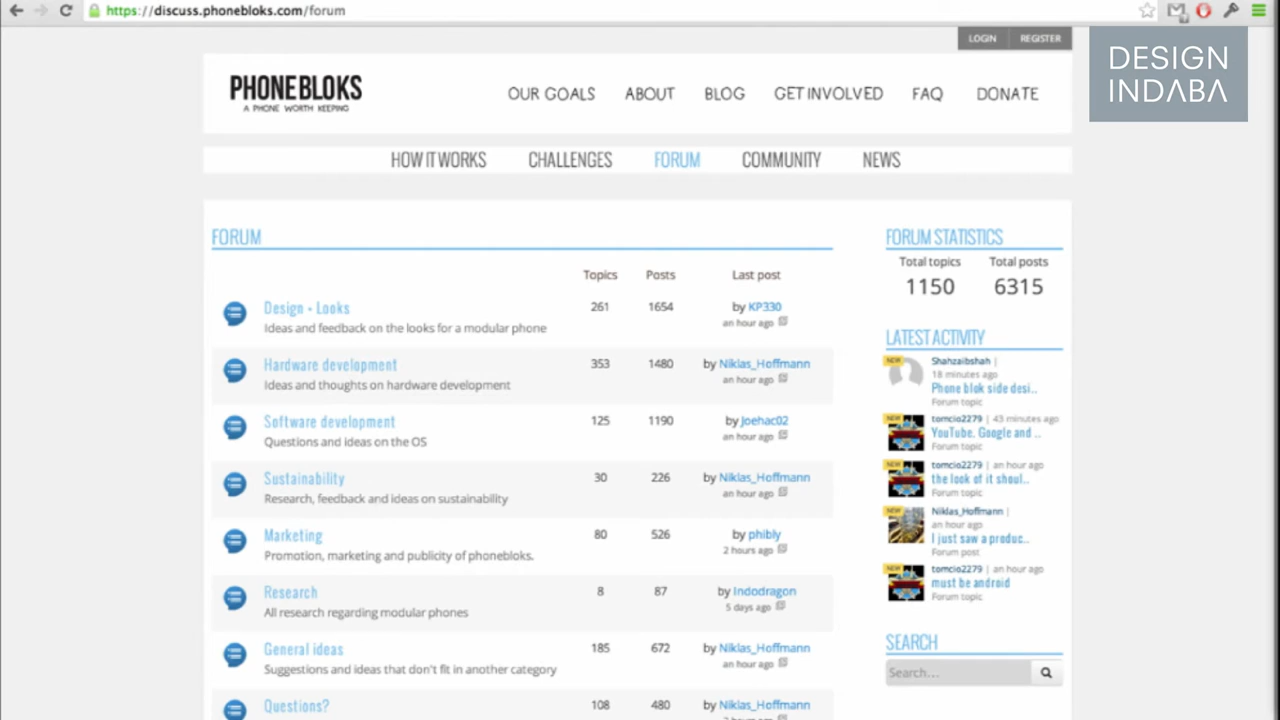 https://discuss.phonebloks.com/forum
LOGIN REGISTER
DESIGN
INDABA
PHONEBLOKS
A PHONE WORTH KEEPING
OUR GOALS ABOUT BLOG GET INVOLVED FAQ DONATE
HOW IT WORKS CHALLENGES FORUM COMMUNITY NEWS
FORUM
Topics Posts Last post
Design + Looks 261 1654 by KP330
Ideas and feedback on the looks for a modular phone an hour ago
Hardware development 353 1480 by Niklas_Hoffmann
Ideas and thoughts on hardware development an hour ago
Software development 125 1190 by Joehac02
Questions and ideas on the OS an hour ago
Sustainability 30 226 by Niklas_Hoffmann
Research, feedback and ideas on sustainability an hour ago
Marketing 80 526 by phibly
Promotion, marketing and publicity of phonebloks. 2 hours ago
Research 8 87 by Indodragon
All research regarding modular phones 5 days ago
General ideas 185 672 by Niklas_Hoffmann
Suggestions and ideas that don't fit in another category an hour ago
Questions? 108 480 by Niklas_Hoffmann
FORUM STATISTICS
Total topics Total posts
1150 6315
LATEST ACTIVITY
NEW Shahzaibshah |
18 minutes ago
Phone blok side desi..
Forum topic
NEW tomcio2279 | 43 minutes ago
YouTube. Google and ..
Forum topic
NEW tomcio2279 | an hour ago
the look of it shoul..
Forum topic
NEW Niklas_Hoffmann |
an hour ago
I just saw a produc..
Forum post
NEW tomcio2279 | an hour ago
must be android
Forum topic
SEARCH
Search...